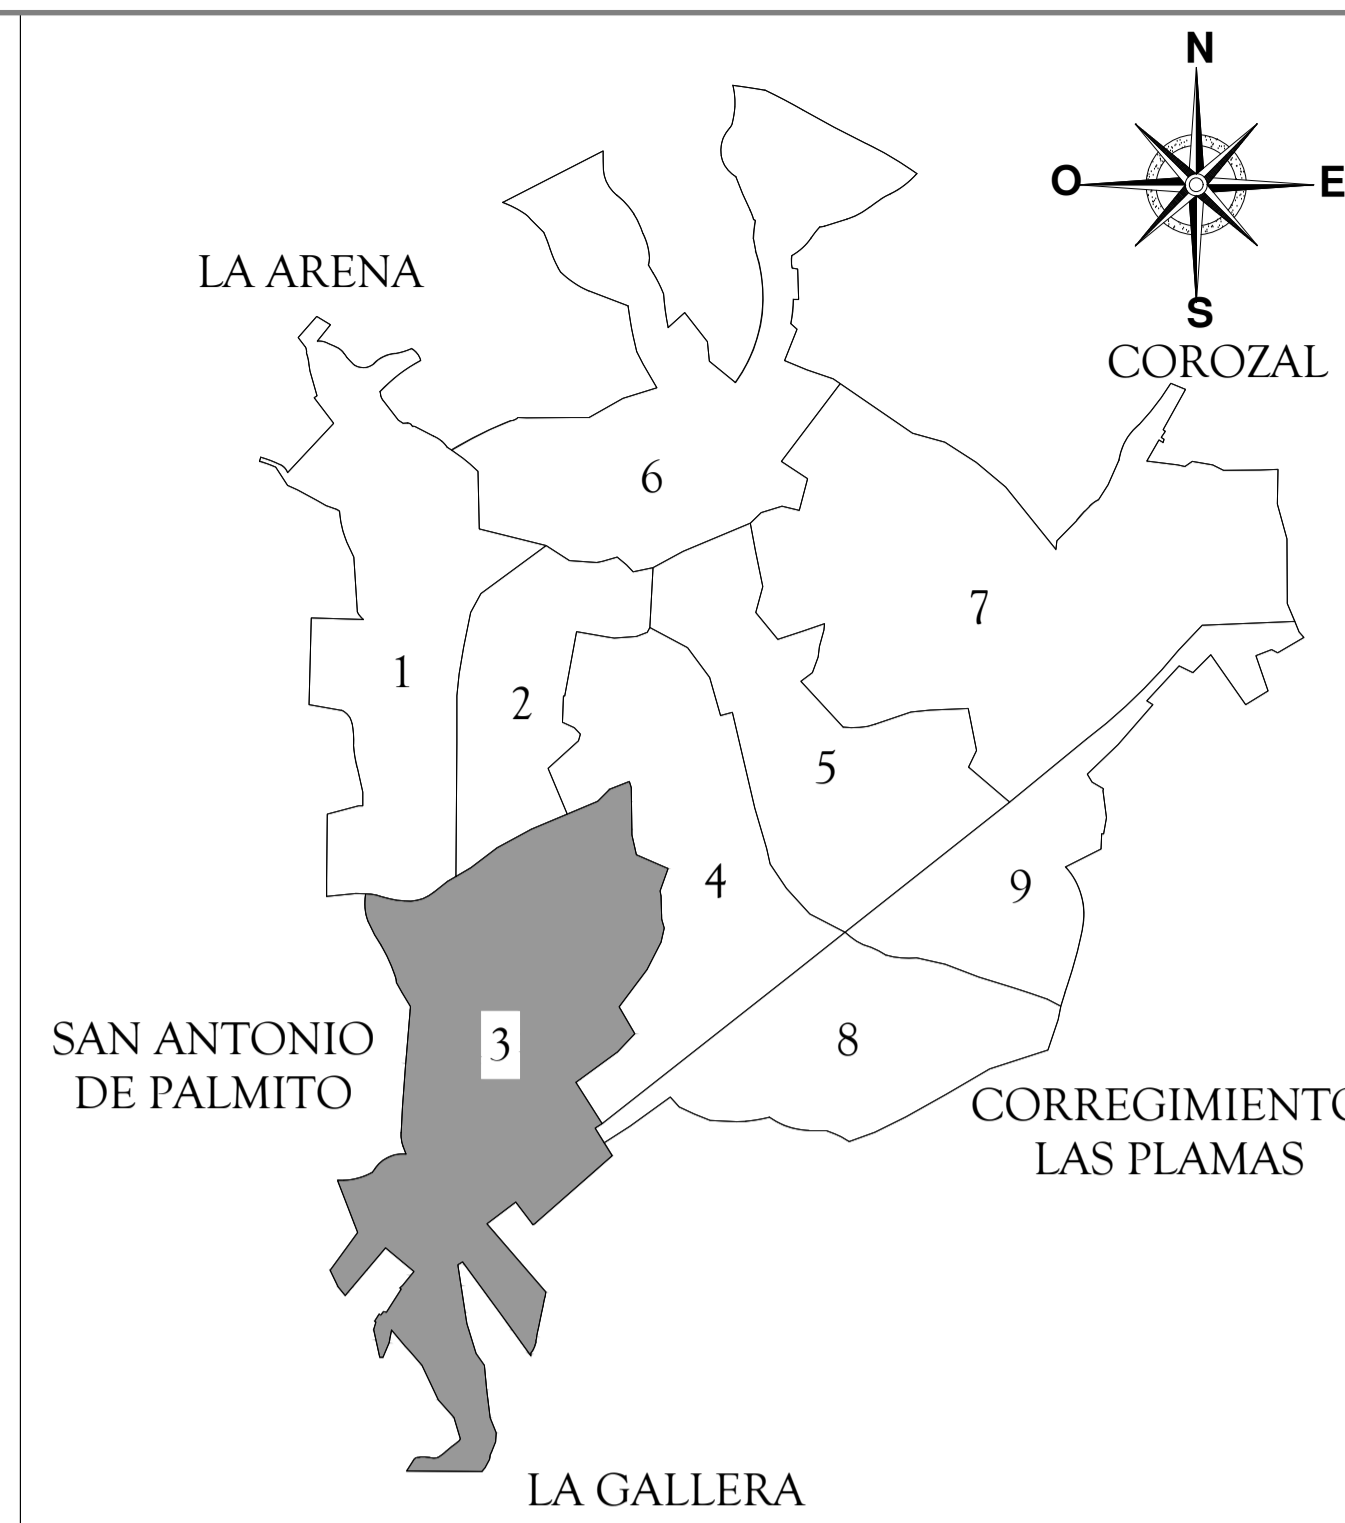 N
O
E
S
LA ARENA
COROZAL
6
7
1
2
5
4
9
SAN ANTONIO
DE PALMITO
3
8
CORREGIMIENTO
LAS PLAMAS
LA GALLERA